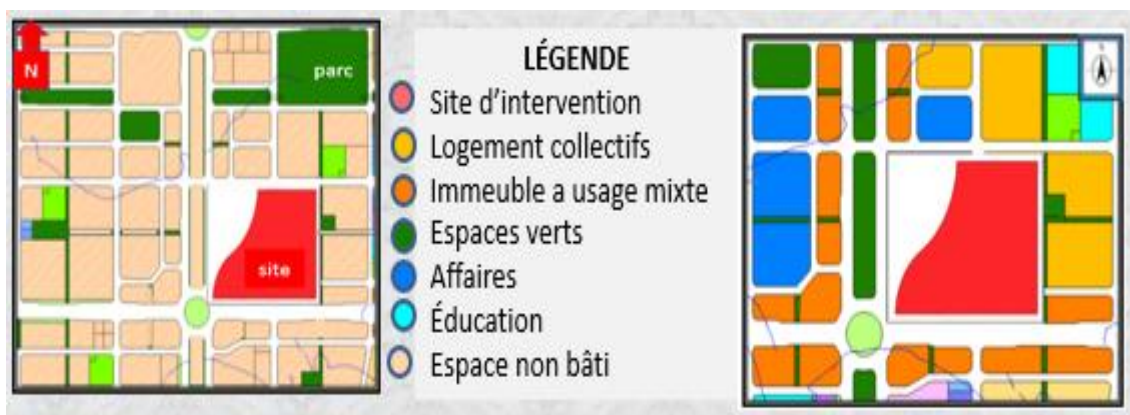 N
parc
site
LÉGENDE
Site d'intervention
Logement collectifs
Immeuble a usage mixte
Espaces verts
Affaires
Éducation
Espace non bâti